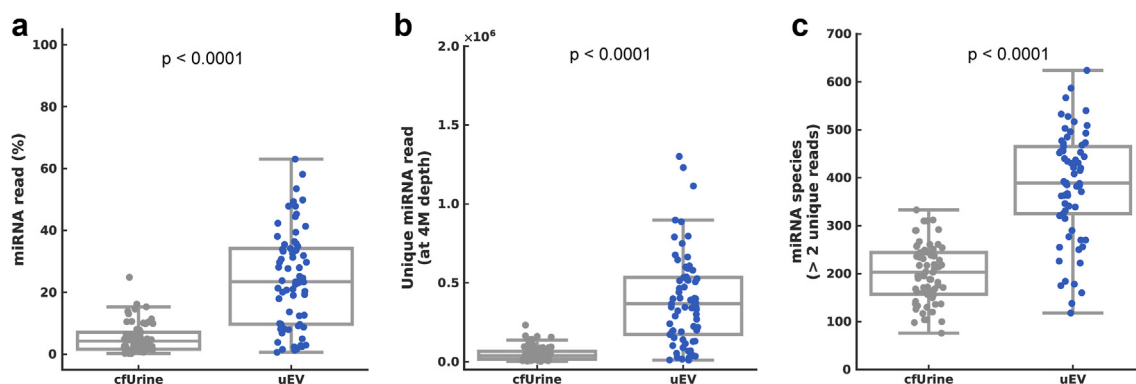 a
p < 0.0001
miRNA read (%)
100
80
60
40
20
0
cfUrine
uEV
b
×10⁶
p < 0.0001
Unique miRNA read
(at 4M depth)
2.0
1.5
1.0
0.5
0.0
cfUrine
uEV
c
p < 0.0001
miRNA species
(> 2 unique reads)
700
600
500
400
300
200
100
0
cfUrine
uEV